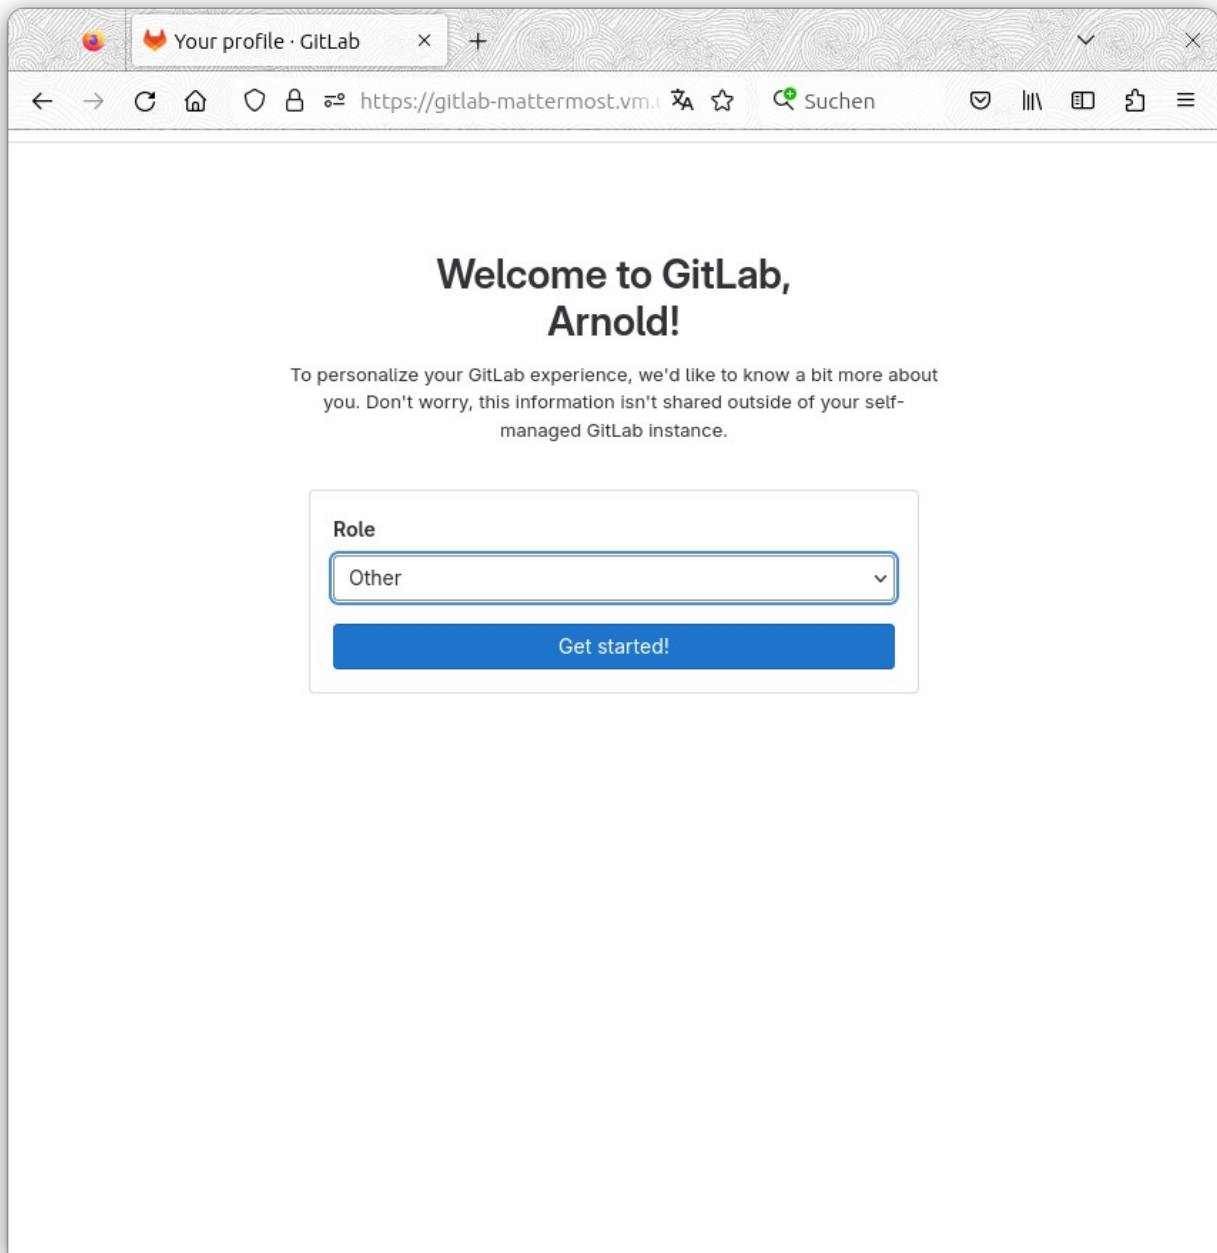 Your profile · GitLab
https://gitlab-mattermost.vm.
Suchen
Welcome to GitLab,
Arnold!
To personalize your GitLab experience, we'd like to know a bit more about
you. Don't worry, this information isn't shared outside of your self-
managed GitLab instance.
Role
Other
Get started!